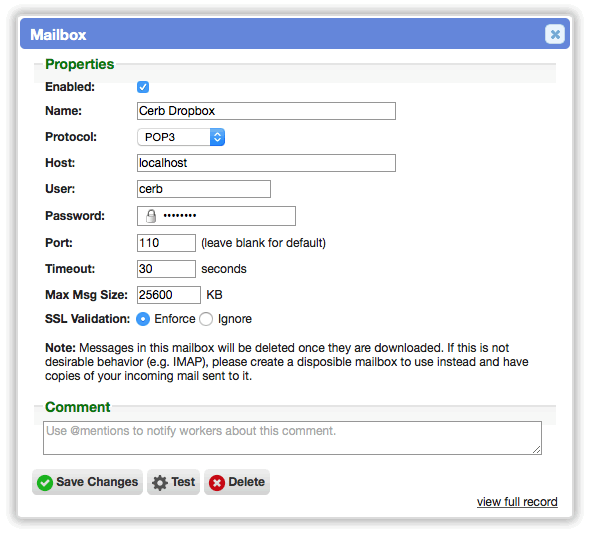 Mailbox
Properties
Enabled:
Name: Cerb Dropbox
Protocol: POP3
Host: localhost
User: cerb
Password: ••••••••
Port: 110 (leave blank for default)
Timeout: 30 seconds
Max Msg Size: 25600 KB
SSL Validation: Enforce Ignore
Note: Messages in this mailbox will be deleted once they are downloaded. If this is not
desirable behavior (e.g. IMAP), please create a disposible mailbox to use instead and have
copies of your incoming mail sent to it.
Comment
Use @mentions to notify workers about this comment.
Save Changes Test Delete
view full record